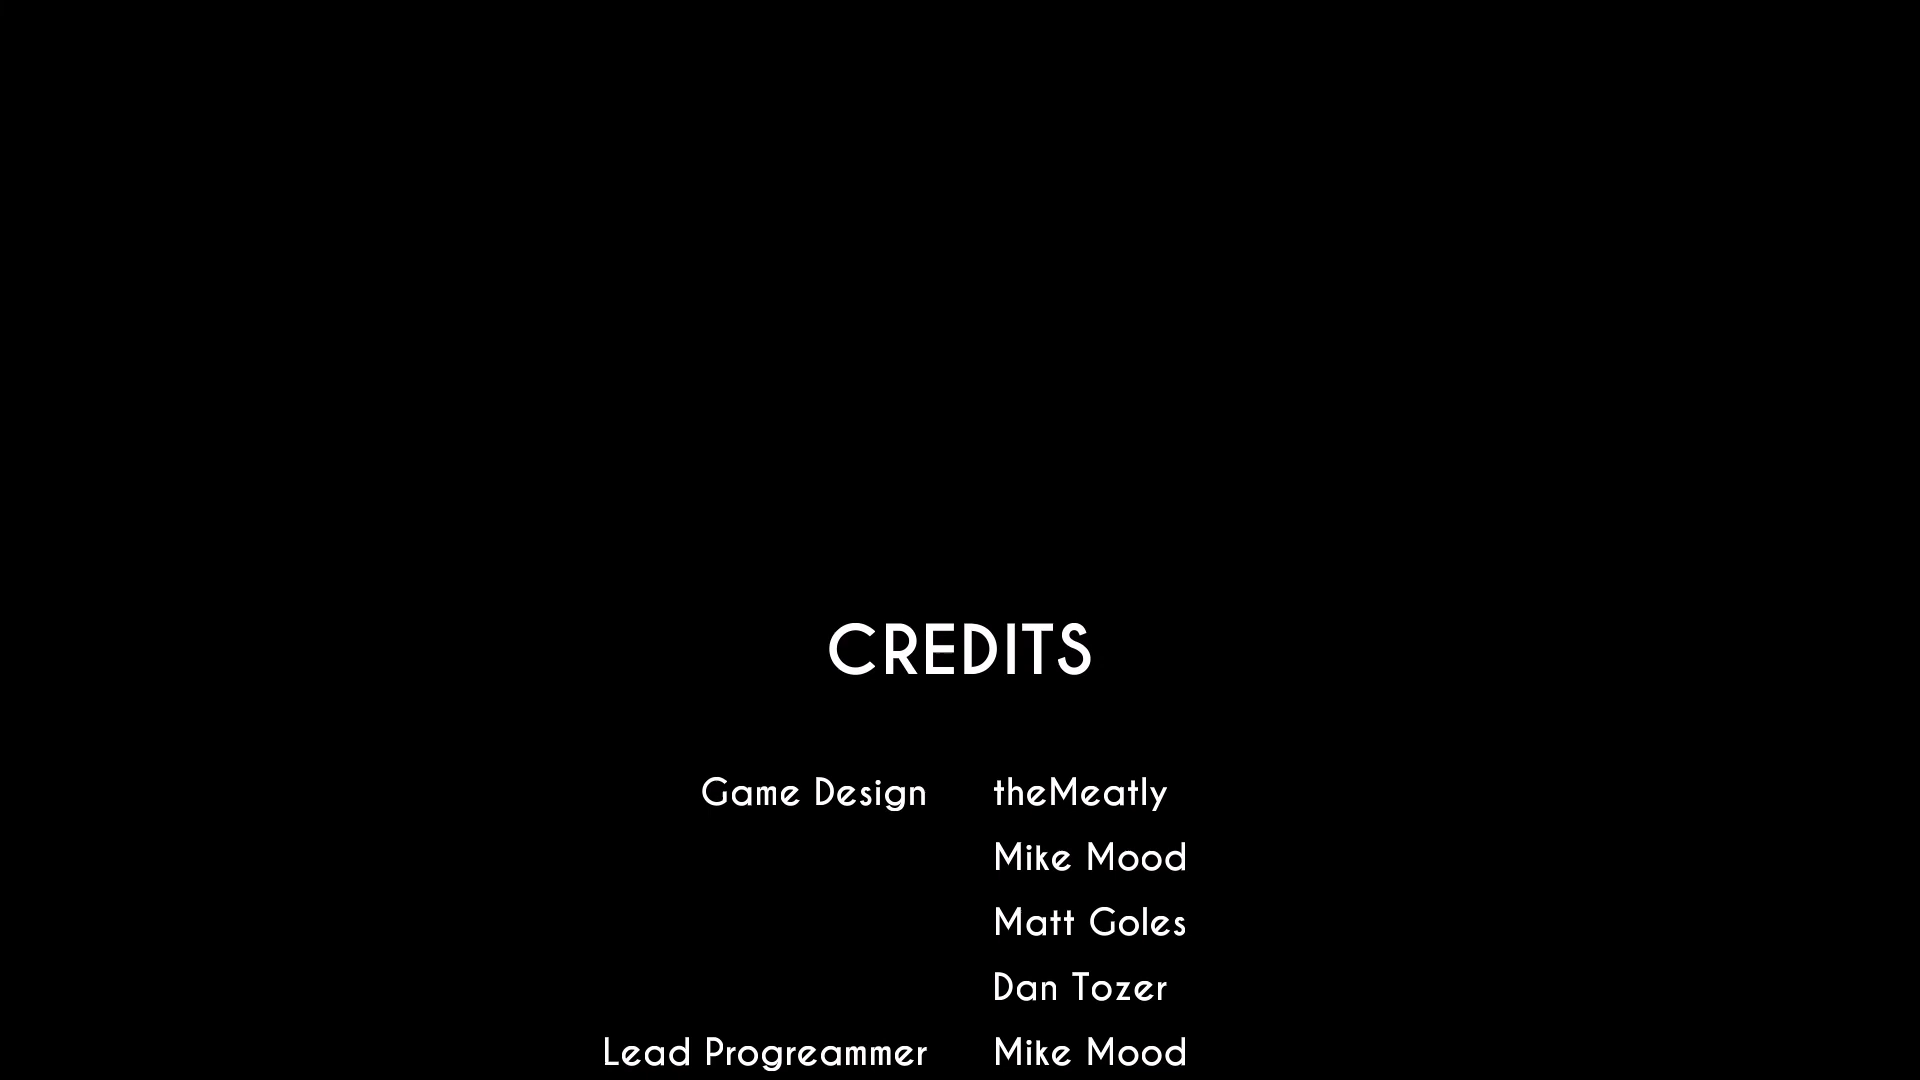 CREDITS
Game Design theMeatly
Mike Mood
Matt Goles
Dan Tozer
Lead Progreammer Mike Mood